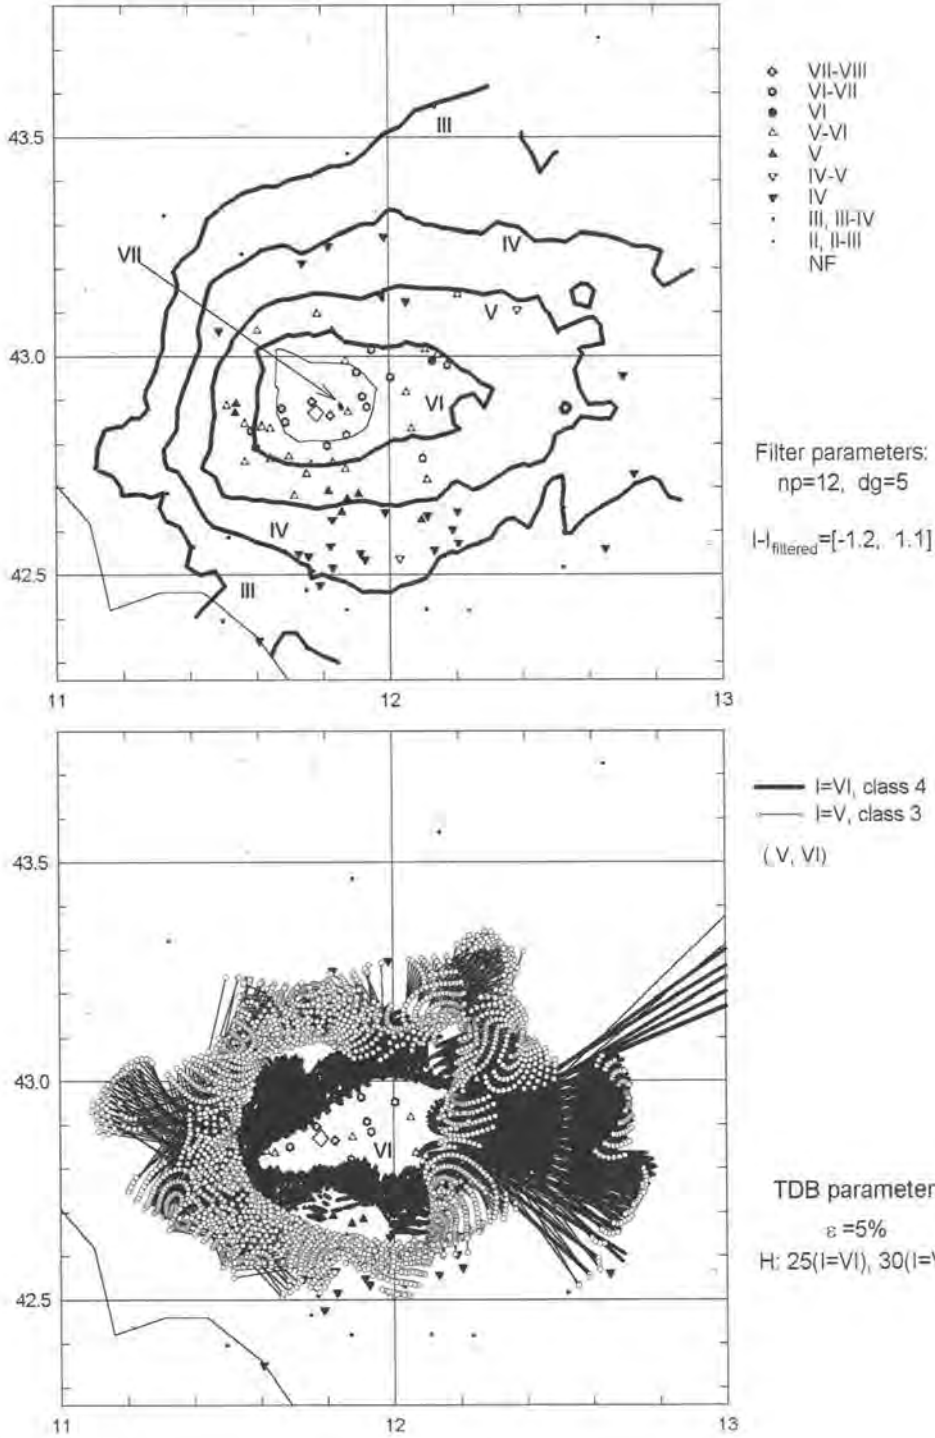 VII-VIII
VI-VII
VI
V-VI
V
IV-V
IV
III, III-IV
II, II-III
NF
43.5
43.0
42.5
III
IV
VII
V
VI
IV
III
11
12
13
Filter parameters:
np=12, dg=5
I-Ifiltered=[-1.2, 1.1]
I=VI, class 4
I=V, class 3
( V, VI)
43.5
43.0
42.5
VI
11
12
13
TDB parameter
ε =5%
H: 25(I=VI), 30(I=